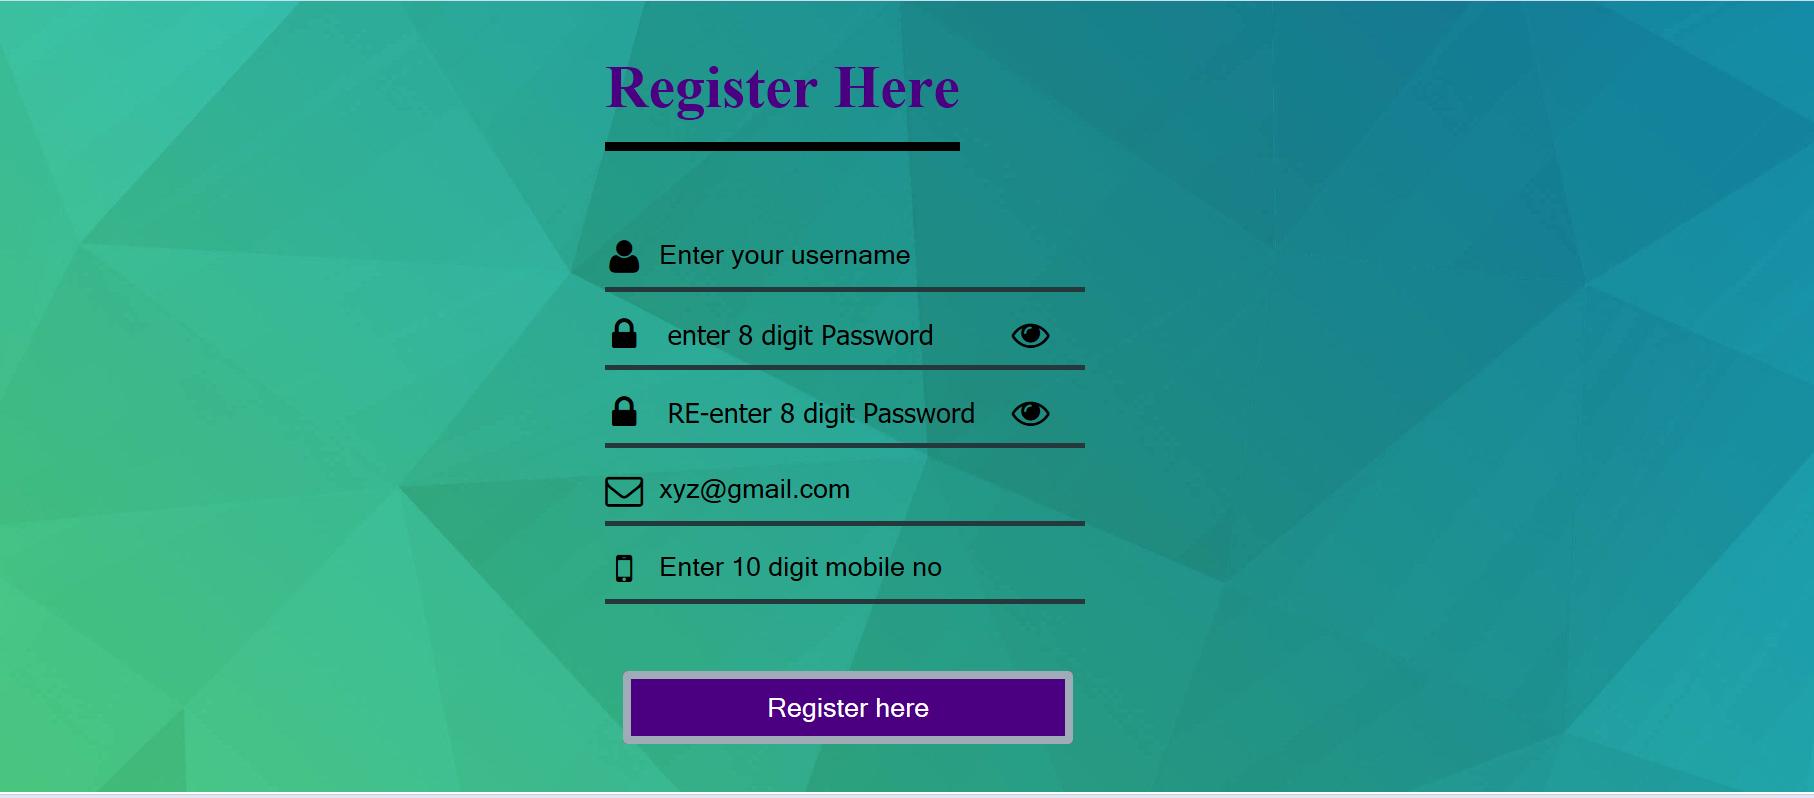 Register Here
Enter your username
enter 8 digit Password
RE-enter 8 digit Password
xyz@gmail.com
Enter 10 digit mobile no
Register here